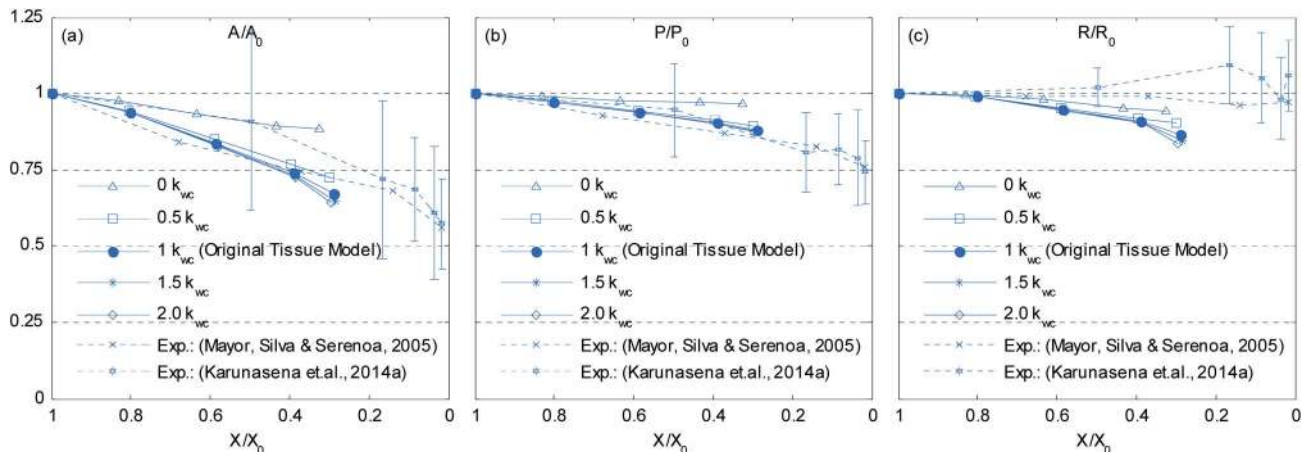 1.25
1
0.75
0.5
0.25
0
(a)
A/A0
0 kwc
0.5 kwc
1 kwc (Original Tissue Model)
1.5 kwc
2.0 kwc
Exp.: (Mayor, Silva & Serenoa, 2005)
Exp.: (Karunasena et.al., 2014a)
1 0.8 0.6 0.4 0.2 0
X/X0
(b)
P/P0
0 kwc
0.5 kwc
1 kwc (Original Tissue Model)
1.5 kwc
2.0 kwc
Exp.: (Mayor, Silva & Serenoa, 2005)
Exp.: (Karunasena et.al., 2014a)
1 0.8 0.6 0.4 0.2 0
X/X0
(c)
R/R0
0 kwc
0.5 kwc
1 kwc (Original Tissue Model)
1.5 kwc
2.0 kwc
Exp.: (Mayor, Silva & Serenoa, 2005)
Exp.: (Karunasena et.al., 2014a)
1 0.8 0.6 0.4 0.2 0
X/X0